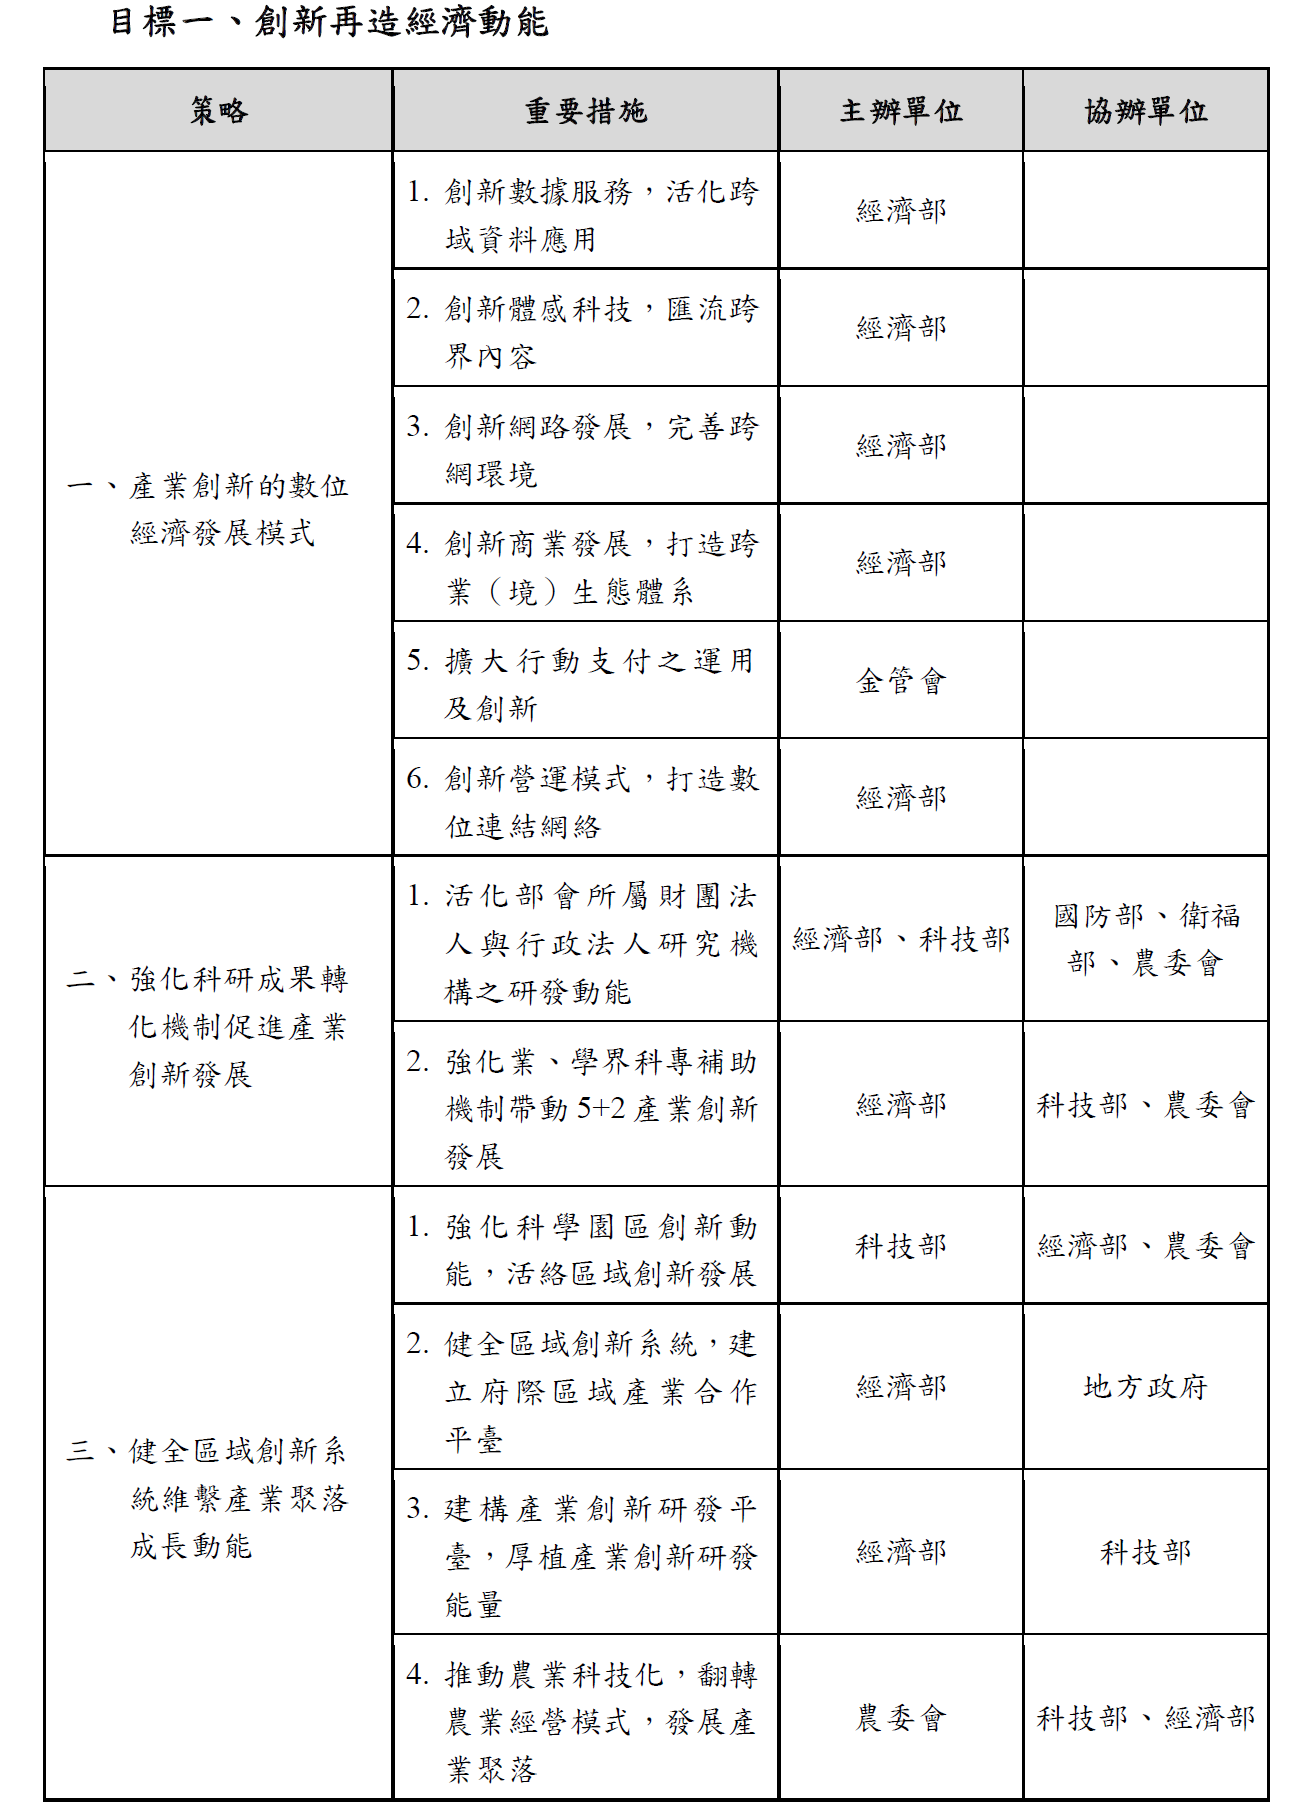 目標一、創新再造經濟動能
策略
重要措施
主辦單位
協辦單位
一、產業創新的數位
經濟發展模式
1. 創新數據服務，活化跨
域資料應用
經濟部
2. 創新體感科技，匯流跨
界內容
經濟部
3. 創新網路發展，完善跨
網環境
經濟部
4. 創新商業發展，打造跨
業（境）生態體系
經濟部
5. 擴大行動支付之運用
及創新
金管會
6. 創新營運模式，打造數
位連結網絡
經濟部
二、強化科研成果轉
化機制促進產業
創新發展
1. 活化部會所屬財團法
人與行政法人研究機
構之研發動能
經濟部、科技部
國防部、衛福
部、農委會
2. 強化業、學界科專補助
機制帶動 5+2 產業創新
發展
經濟部
科技部、農委會
三、健全區域創新系
統維繫產業聚落
成長動能
1. 強化科學園區創新動
能，活絡區域創新發展
科技部
經濟部、農委會
2. 健全區域創新系統，建
立府際區域產業合作
平臺
經濟部
地方政府
3. 建構產業創新研發平
臺，厚植產業創新研發
能量
經濟部
科技部
4. 推動農業科技化，翻轉
農業經營模式，發展產
業聚落
農委會
科技部、經濟部